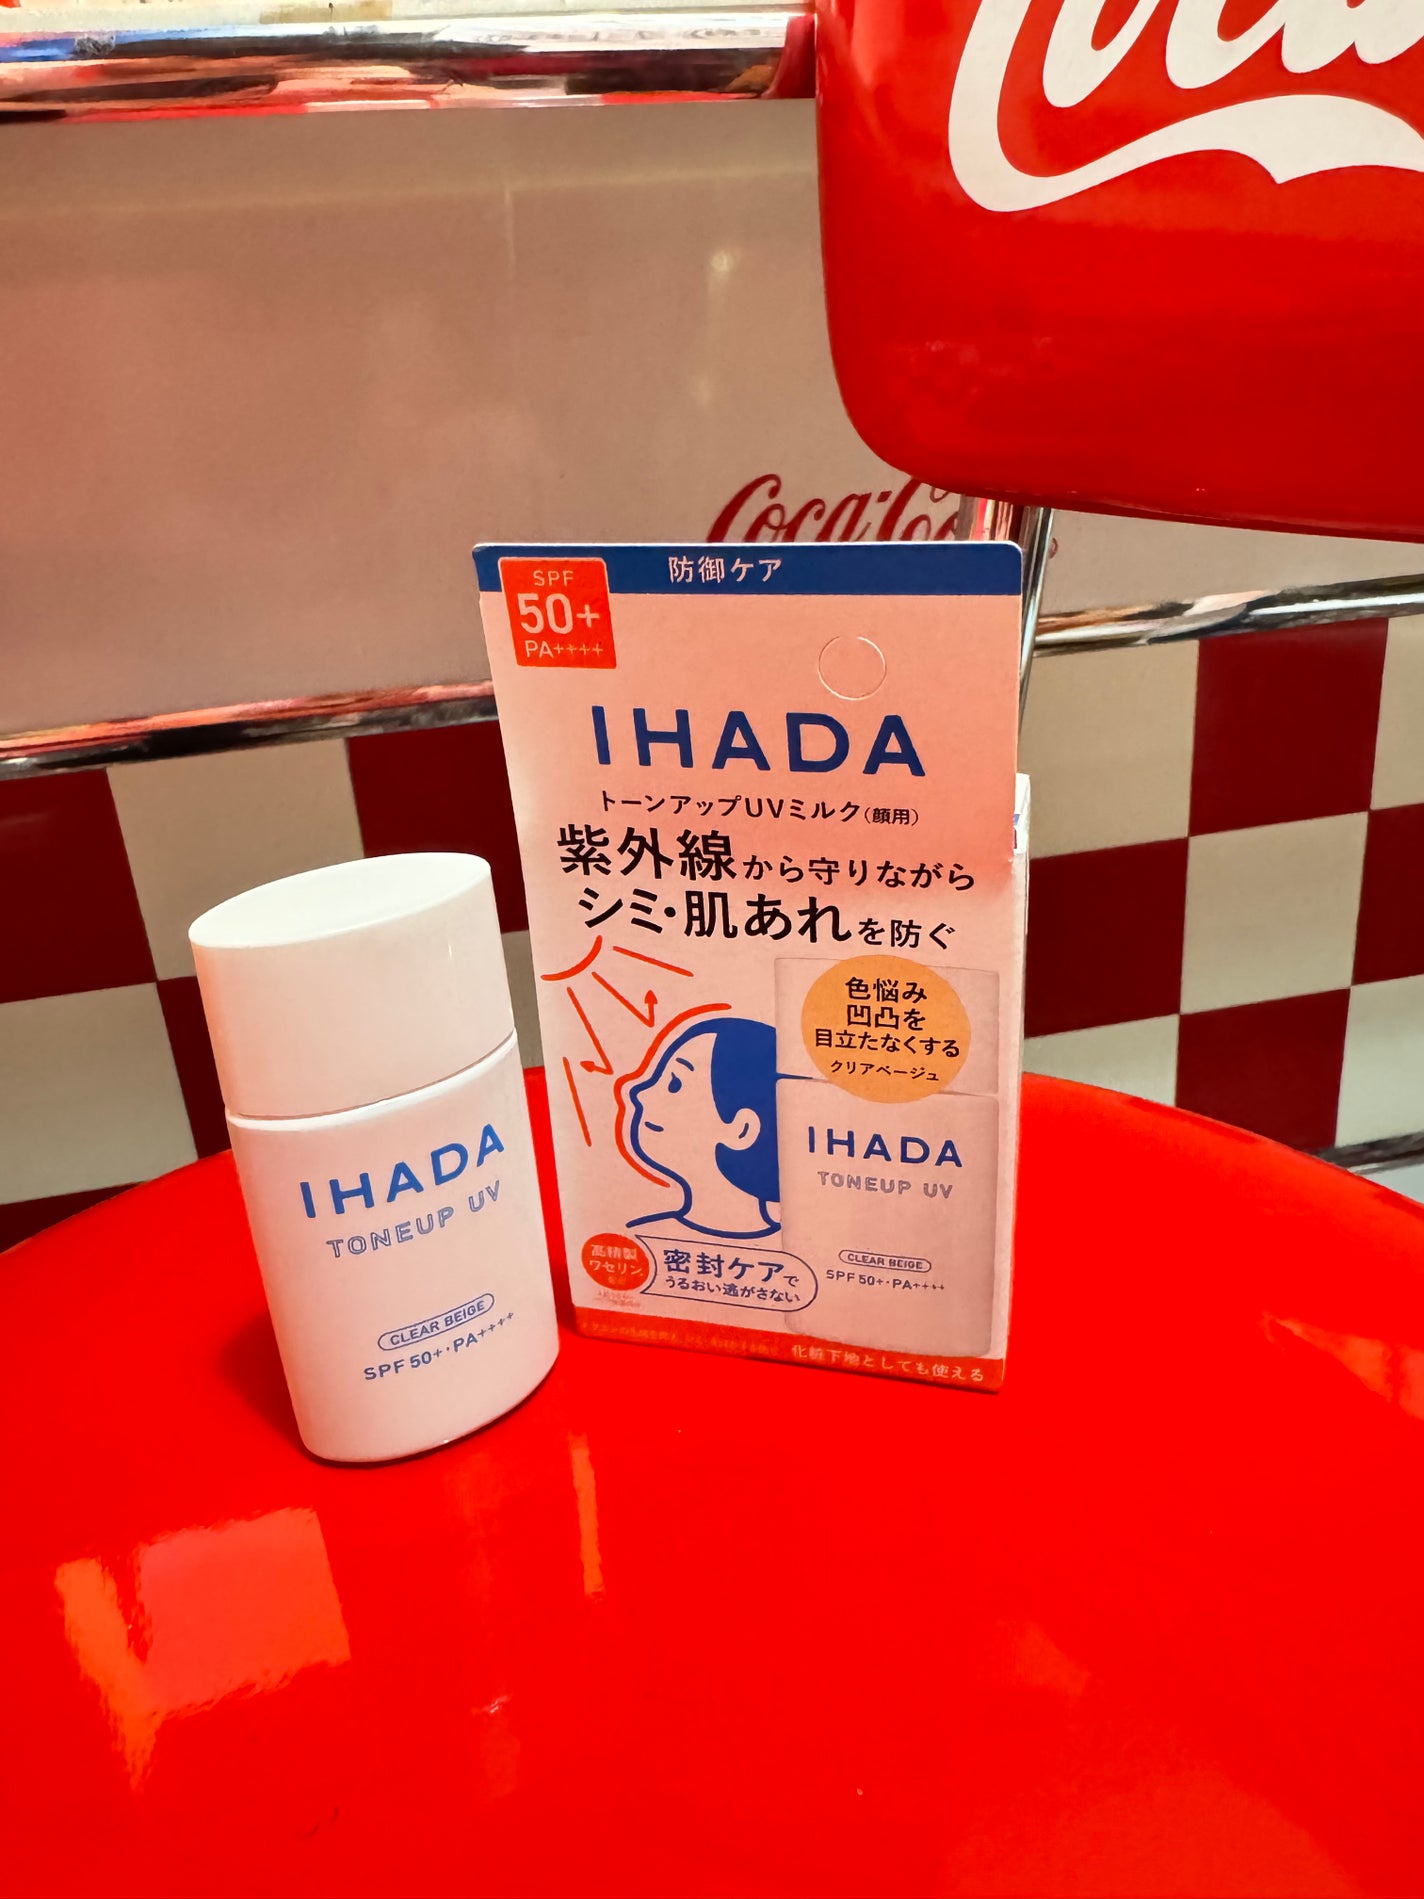 Coca
Coca-Co
防御ケア
SPF
50+
PA++++
IHADA
トーンアップUVミルク(顔用)
紫外線から守りながら
シミ・肌あれを防ぐ
色悩み
凹凸を
目立たなくする
クリアベージュ
IHADA
TONEUP UV
CLEAR BEIGE
SPF 50+・PA++++
高精製
ワセリン
密封ケアで
うるおい逃がさない
化粧下地としても使える
IHADA
TONEUP UV
CLEAR BEIGE
SPF 50+・PA++++